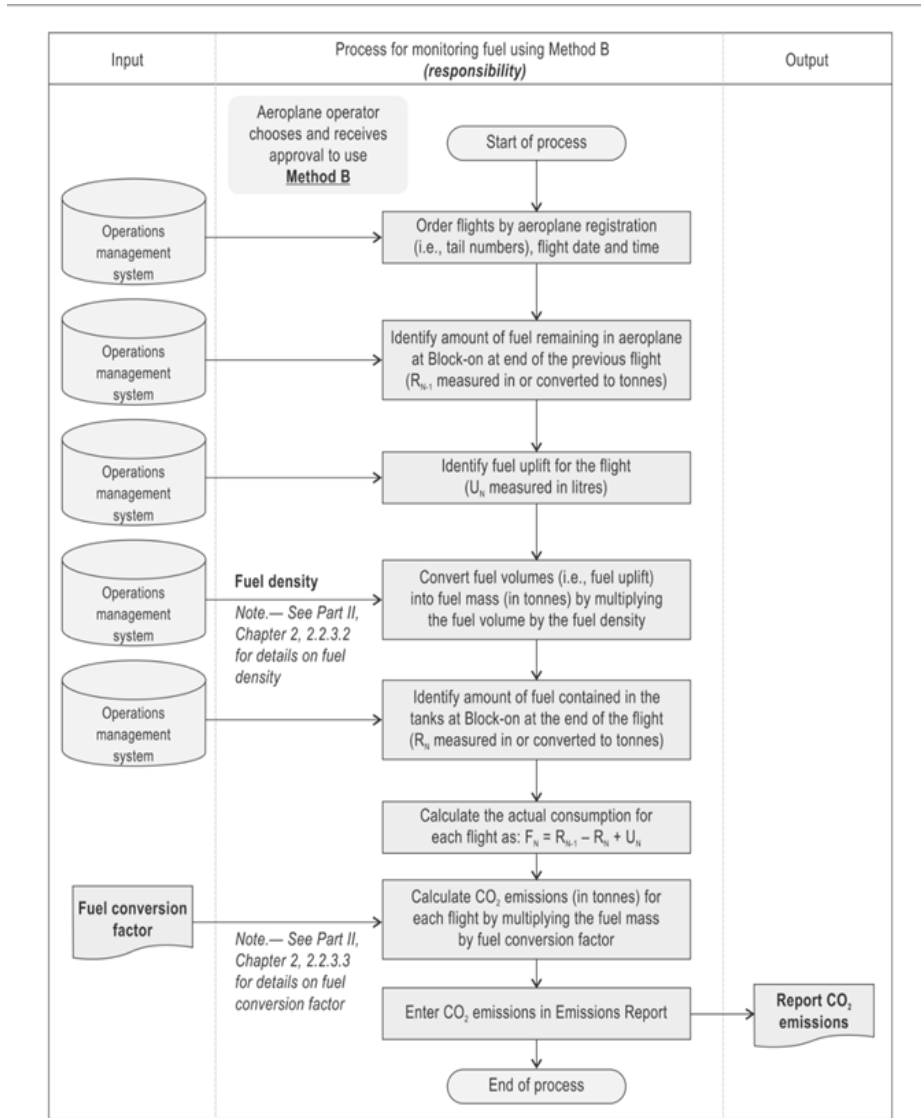 Input
Process for monitoring fuel using Method B
(responsibility)
Output
Aeroplane operator
chooses and receives
approval to use
Method B
Start of process
Operations
management
system
Order flights by aeroplane registration
(i.e., tail numbers), flight date and time
Operations
management
system
Identify amount of fuel remaining in aeroplane
at Block-on at end of the previous flight
(R_N-1 measured in or converted to tonnes)
Operations
management
system
Identify fuel uplift for the flight
(U_N measured in litres)
Operations
management
system
Fuel density
Note.— See Part II,
Chapter 2, 2.2.3.2
for details on fuel
density
Convert fuel volumes (i.e., fuel uplift)
into fuel mass (in tonnes) by multiplying
the fuel volume by the fuel density
Operations
management
system
Identify amount of fuel contained in the
tanks at Block-on at the end of the flight
(R_N measured in or converted to tonnes)
Calculate the actual consumption for
each flight as: F_N = R_N-1 – R_N + U_N
Fuel conversion
factor
Note.— See Part II,
Chapter 2, 2.2.3.3
for details on fuel
conversion factor
Calculate CO₂ emissions (in tonnes) for
each flight by multiplying the fuel mass
by fuel conversion factor
Enter CO₂ emissions in Emissions Report
Report CO₂
emissions
End of process